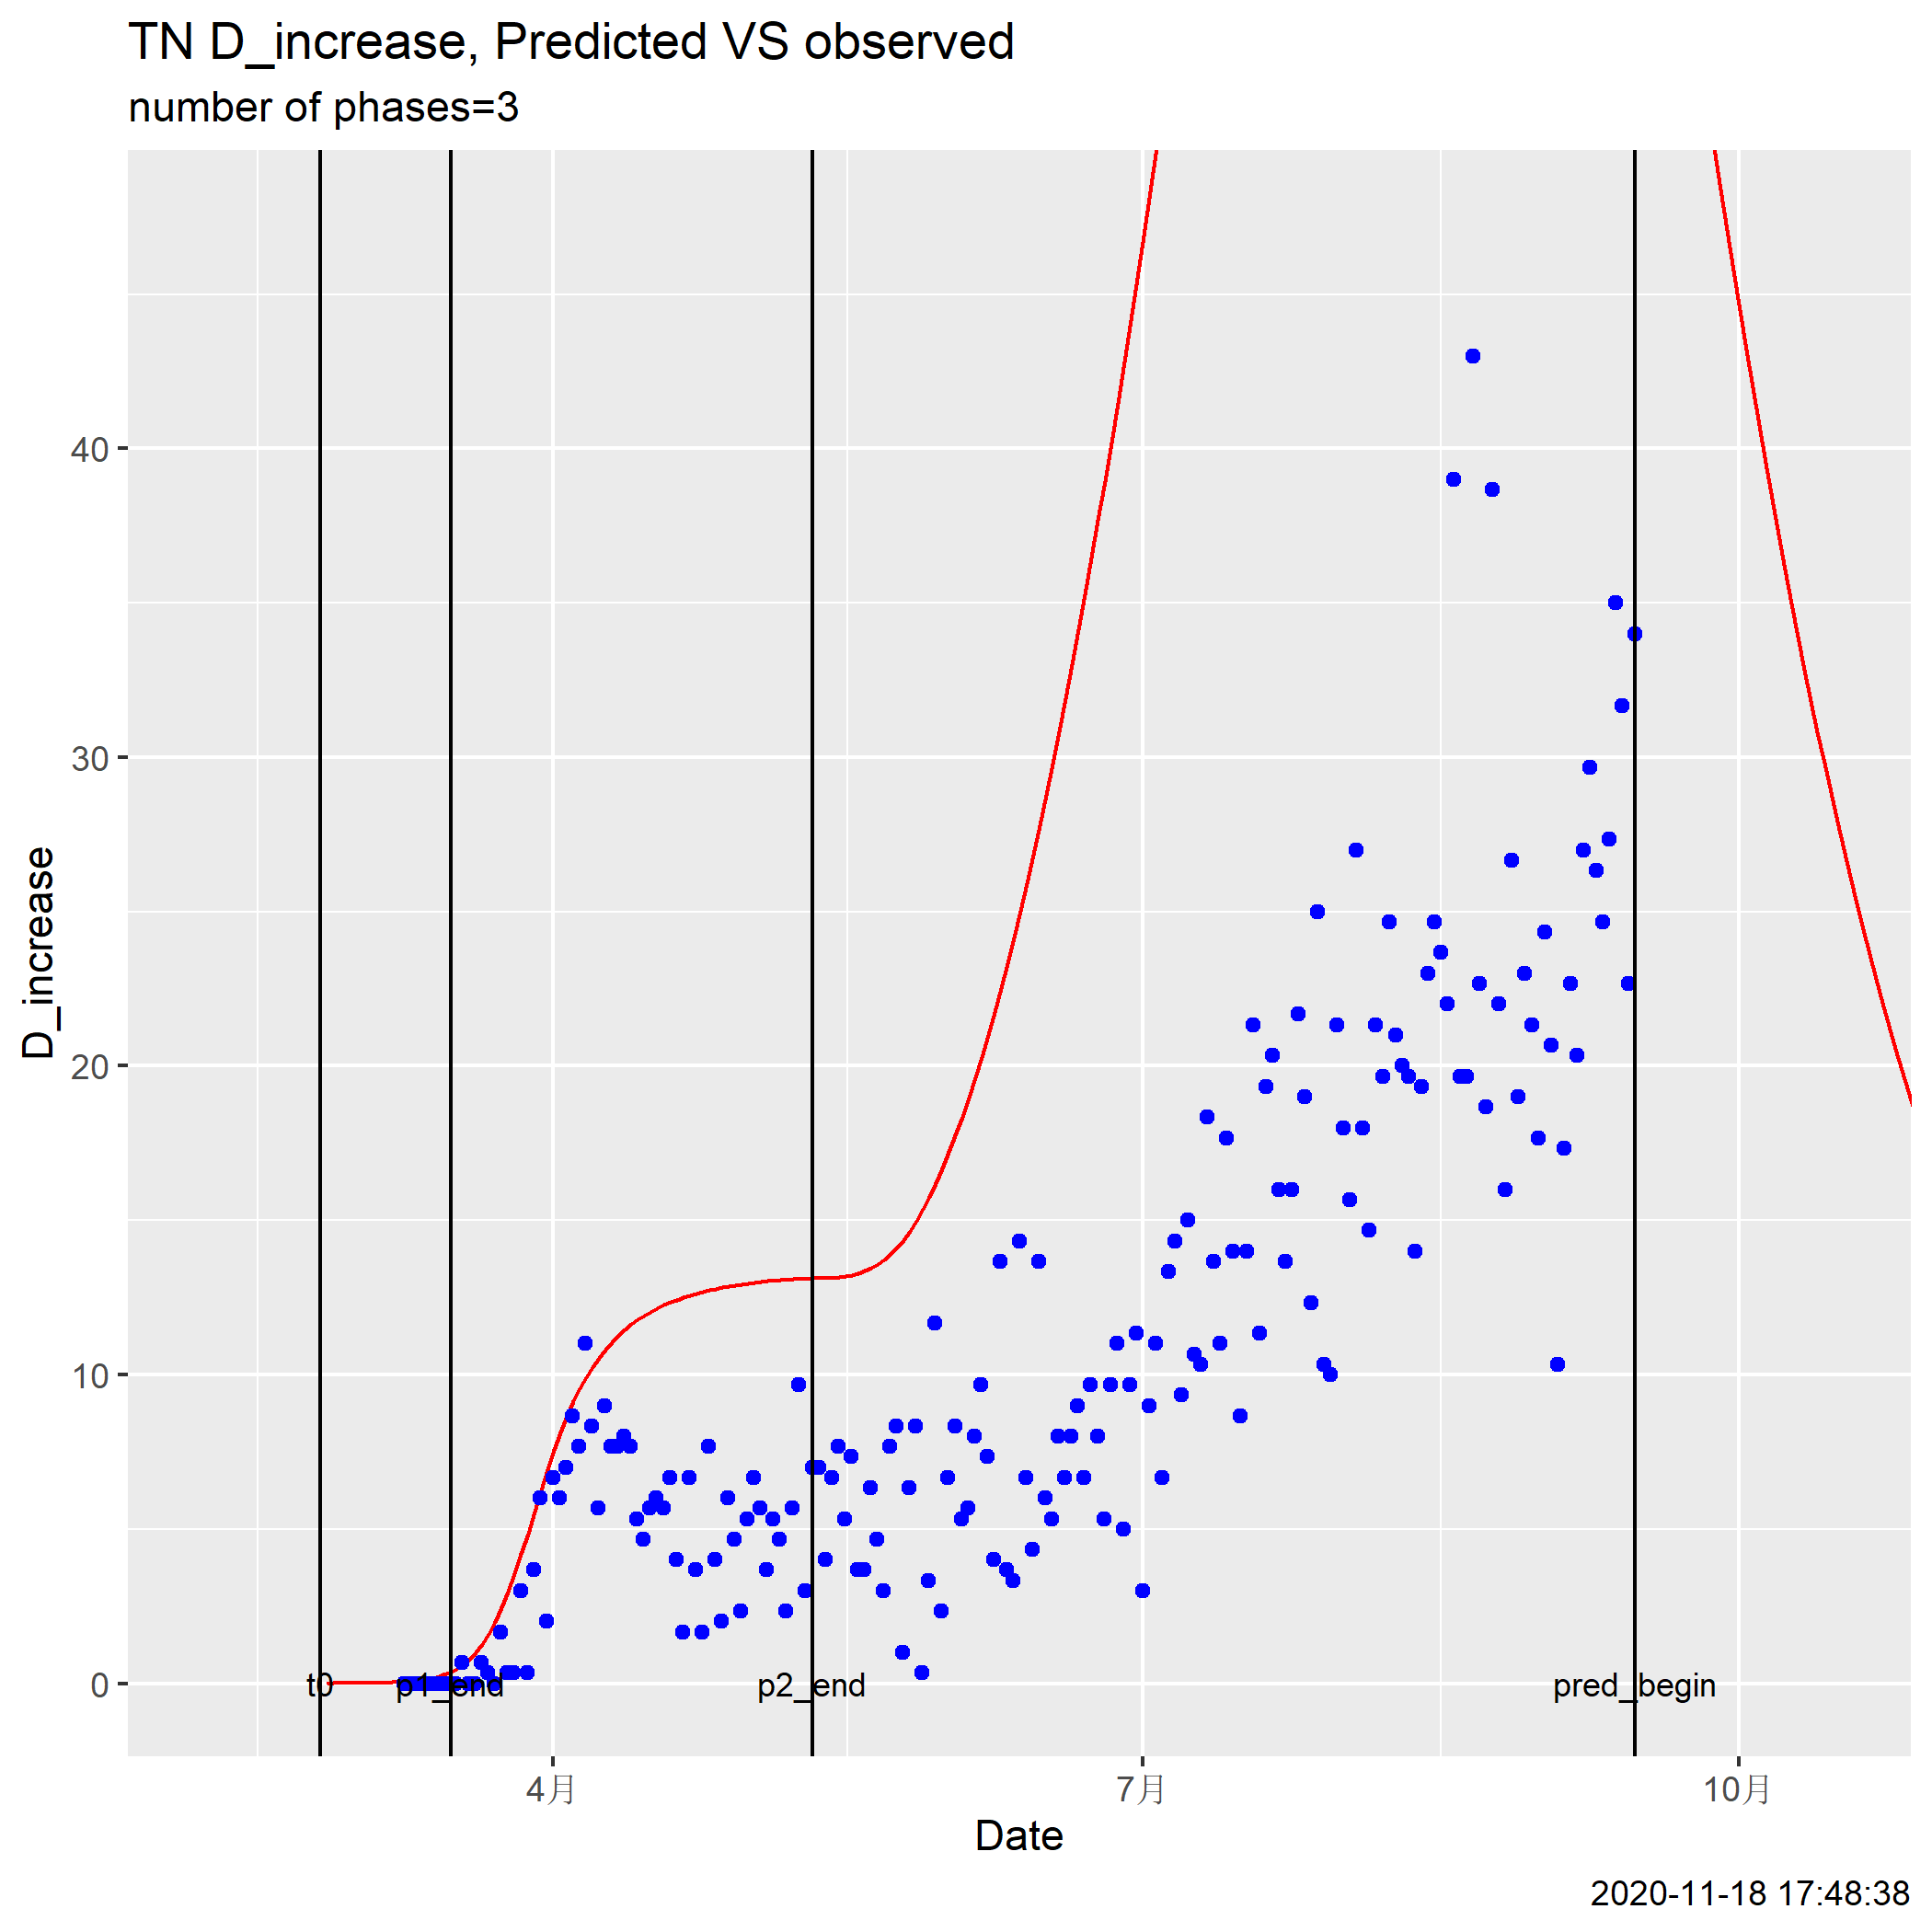 TN D_increase, Predicted VS observed
number of phases=3
D_increase
40
30
20
10
0
t0
p1_end
p2_end
pred_begin
4月
7月
10月
Date
2020-11-18 17:48:38